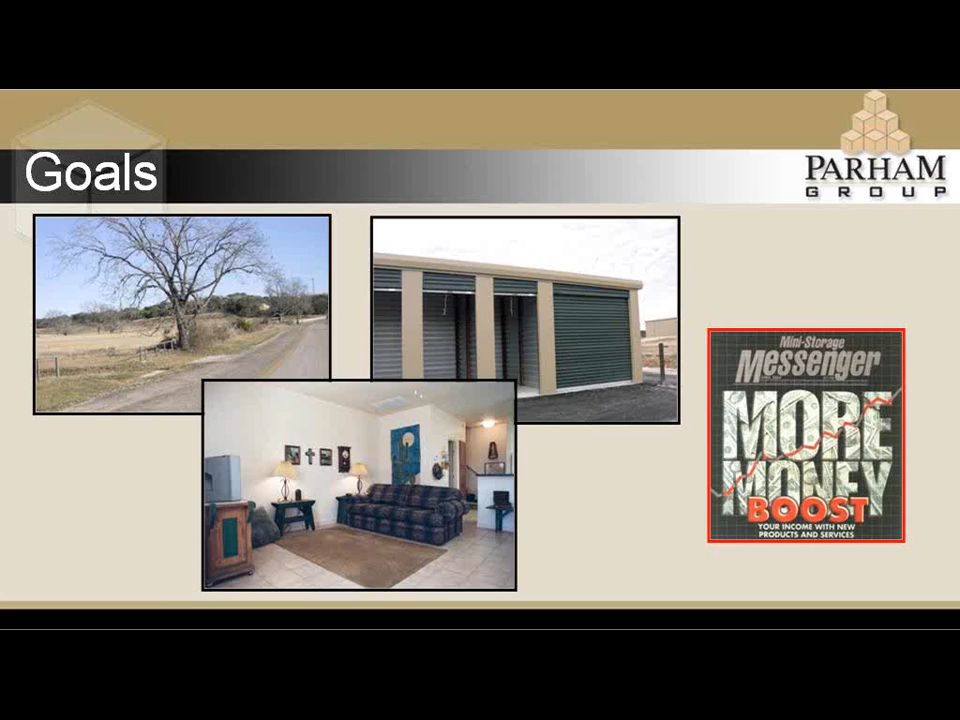 Goals
PARHAM
GROUP
Mini-Storage
Messenger
MORE
MONEY
BOOST
YOUR INCOME WITH NEW
PRODUCTS AND SERVICES